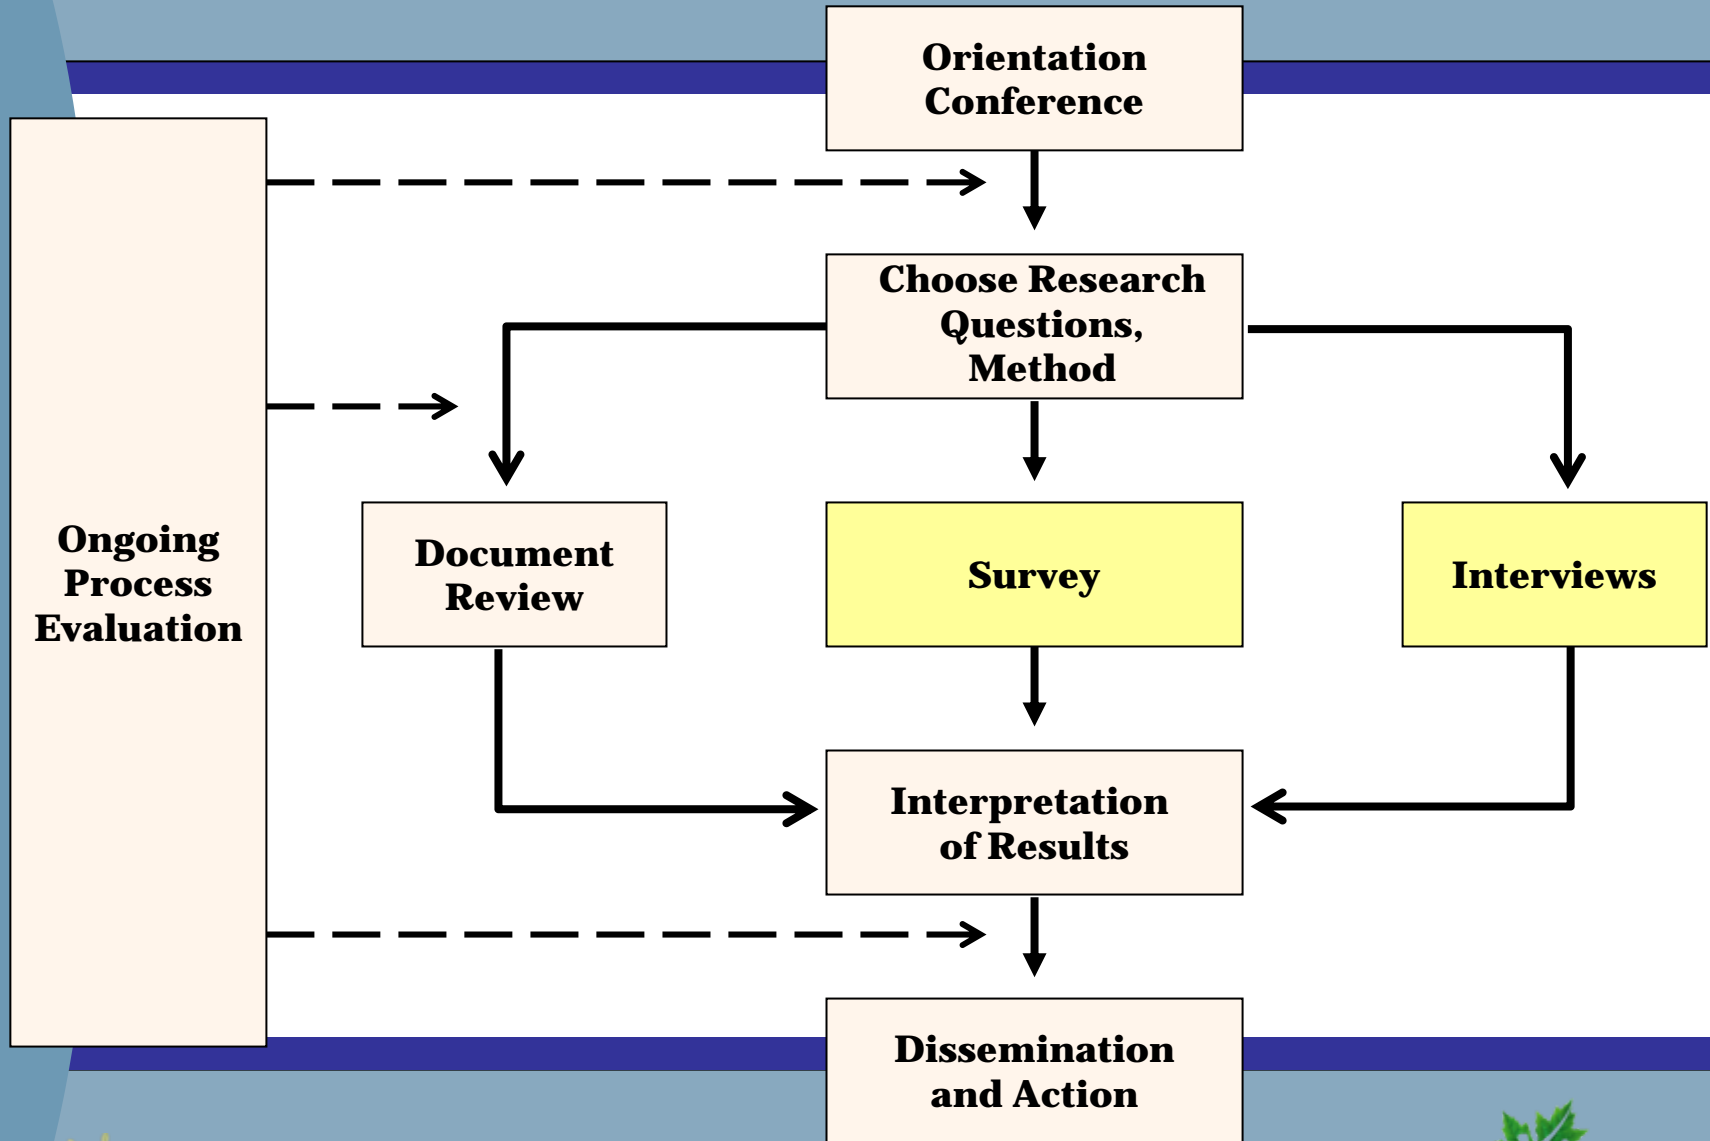 Orientation
Conference
Choose Research
Questions,
Method
Ongoing
Process
Evaluation
Document
Review
Survey
Interviews
Interpretation
of Results
Dissemination
and Action